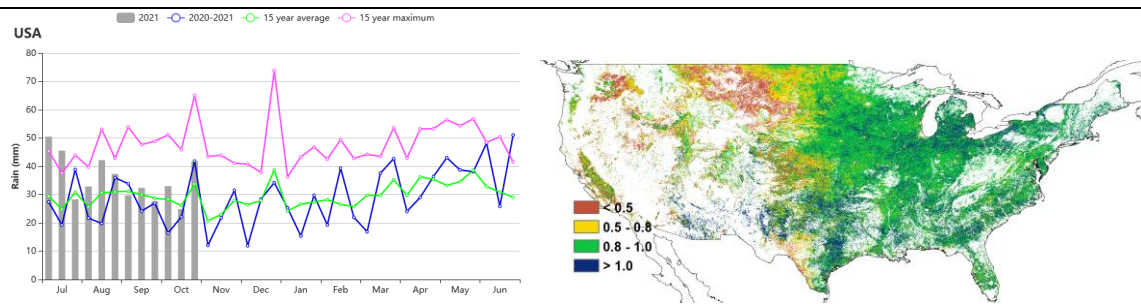 2021 2020-2021 15 year average 15 year maximum
USA
80
70
60
50
40
30
20
10
0
Rain (mm)
Jul Aug Sep Oct Nov Dec Jan Feb Mar Apr May Jun
< 0.5
0.5 - 0.8
0.8 - 1.0
> 1.0